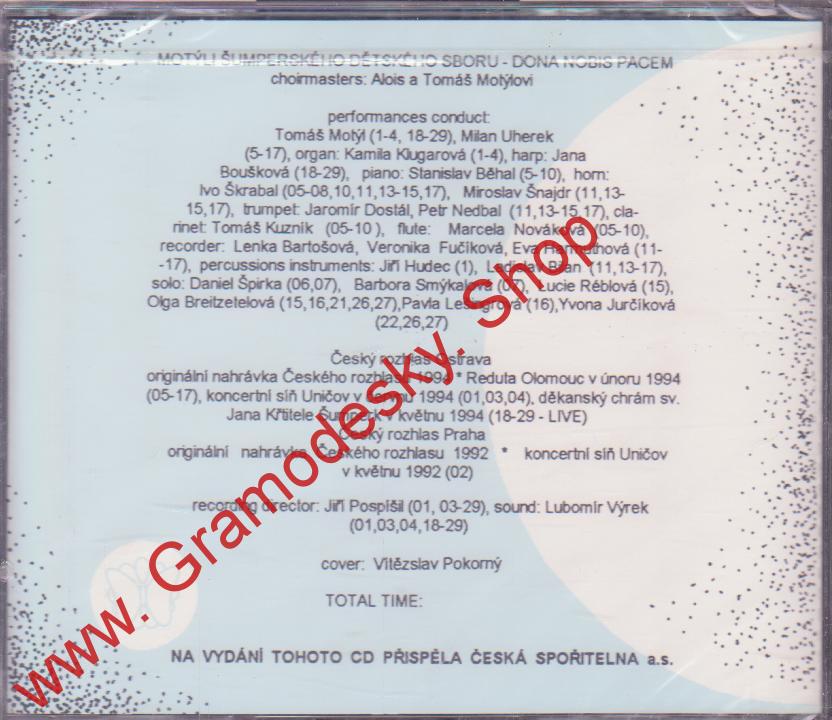 MOTÝLI ŠUMPERSKÉHO DĚTSKÉHO SBORU - DONA NOBIS PACEM
choirmasters: Alois a Tomáš Motýlovi
performances conduct:
Tomáš Motýl (1-4, 18-29), Milan Uherek
(5-17), organ: Kamila Klugarová (1-4), harp: Jana
Boušková (18-29), piano: Stanislav Běhal (5-10), horn:
Ivo Škrabal (05-08,10,11,13-15,17), Miroslav Šnajdr (11,13-
15,17), trumpet: Jaromír Dostál, Petr Nedbal (11,13-15,17), cla-
rinet: Tomáš Kuzník (05-10 ), flute: Marcela Nováková (05-10),
recorder: Lenka Bartošová, Veronika Fučíková, Eva (11-
-17), percussions instruments: Jiří Hudec (1), Ladislav (11,13-17),
solo: Daniel Špirka (06,07), Barbora Smýkalová (07), Lucie Réblová (15),
Olga Breitzetelová (15,16,21,26,27),Pavla (16),Yvona Jurčíková
(22,26,27)
Český rozhlas Ostrava
originální nahrávka Českého rozhlasu 1994 * Reduta Olomouc v únoru 1994
(05-17), koncertní síň Uničov v červnu 1994 (01,03,04), děkanský chrám sv.
Jana Křtitele Šumperk v květnu 1994 (18-29 - LIVE)
Český rozhlas Praha
originální nahrávka Českého rozhlasu 1992 * koncertní síň Uničov
v květnu 1992 (02)
recording director: Jiří Pospíšil (01, 03-29), sound: Lubomír Výrek
(01,03,04,18-29)
cover: Vítězslav Pokorný
TOTAL TIME:
NA VYDÁNÍ TOHOTO CD PŘISPĚLA ČESKÁ SPOŘITELNA a.s.
www. Gramodesky. Shop